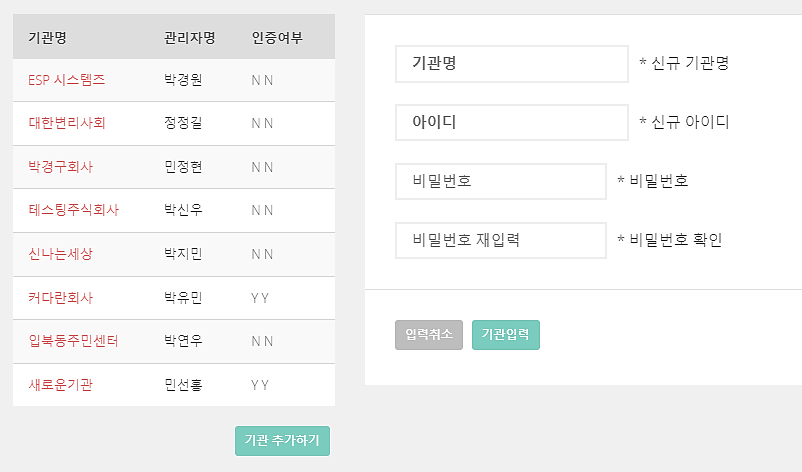 기관명 관리자명 인증여부
ESP 시스템즈 박경원 N N
대한변리사회 정정길 N N
박경구회사 민정현 N N
테스팅주식회사 박신우 N N
신나는세상 박지민 N N
커다란회사 박유민 Y Y
입북동주민센터 박연우 N N
새로운기관 민선홍 Y Y
기관 추가하기
기관명 * 신규 기관명
아이디 * 신규 아이디
비밀번호 * 비밀번호
비밀번호 재입력 * 비밀번호 확인
입력취소 기관입력